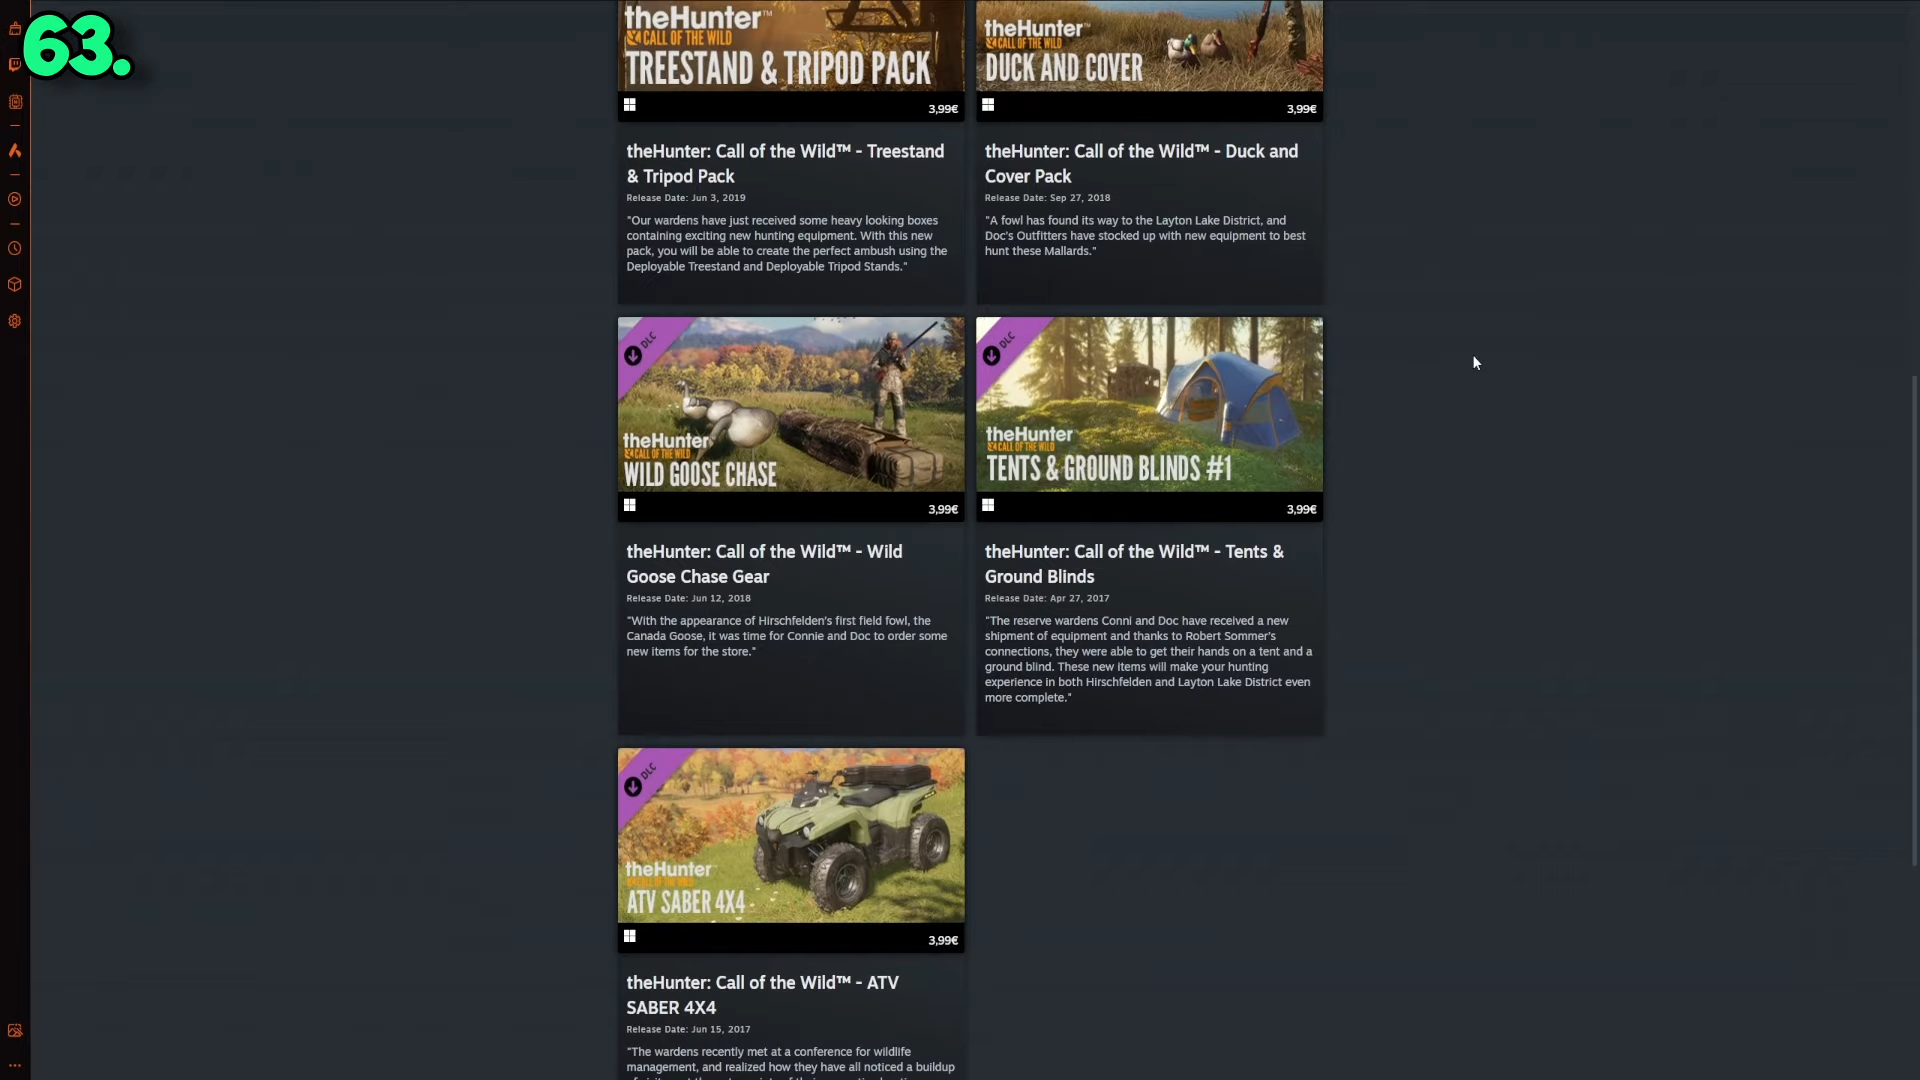 63.
theHunter™
CALL OF THE WILD
TREESTAND & TRIPOD PACK
3,99€
theHunter: Call of the Wild™ - Treestand
& Tripod Pack
Release Date: Jun 3, 2019
"Our wardens have just received some heavy looking boxes
containing exciting new hunting equipment. With this new
pack, you will be able to create the perfect ambush using the
Deployable Treestand and Deployable Tripod Stands."
theHunter™
CALL OF THE WILD
DUCK AND COVER
3,99€
theHunter: Call of the Wild™ - Duck and
Cover Pack
Release Date: Sep 27, 2018
"A fowl has found its way to the Layton Lake District, and
Doc's Outfitters have stocked up with new equipment to best
hunt these Mallards."
DLC
theHunter
CALL OF THE WILD
WILD GOOSE CHASE
3,99€
theHunter: Call of the Wild™ - Wild
Goose Chase Gear
Release Date: Jun 12, 2018
"With the appearance of Hirschfelden's first field fowl, the
Canada Goose, it was time for Connie and Doc to order some
new items for the store."
DLC
theHunter
CALL OF THE WILD
TENTS & GROUND BLINDS #1
3,99€
theHunter: Call of the Wild™ - Tents &
Ground Blinds
Release Date: Apr 27, 2017
"The reserve wardens Conni and Doc have received a new
shipment of equipment and thanks to Robert Sommer's
connections, they were able to get their hands on a tent and a
ground blind. These new items will make your hunting
experience in both Hirschfelden and Layton Lake District even
more complete."
DLC
theHunter
CALL OF THE WILD
ATV SABER 4X4
3,99€
theHunter: Call of the Wild™ - ATV
SABER 4X4
Release Date: Jun 15, 2017
"The wardens recently met at a conference for wildlife
management, and realized how they have all noticed a buildup